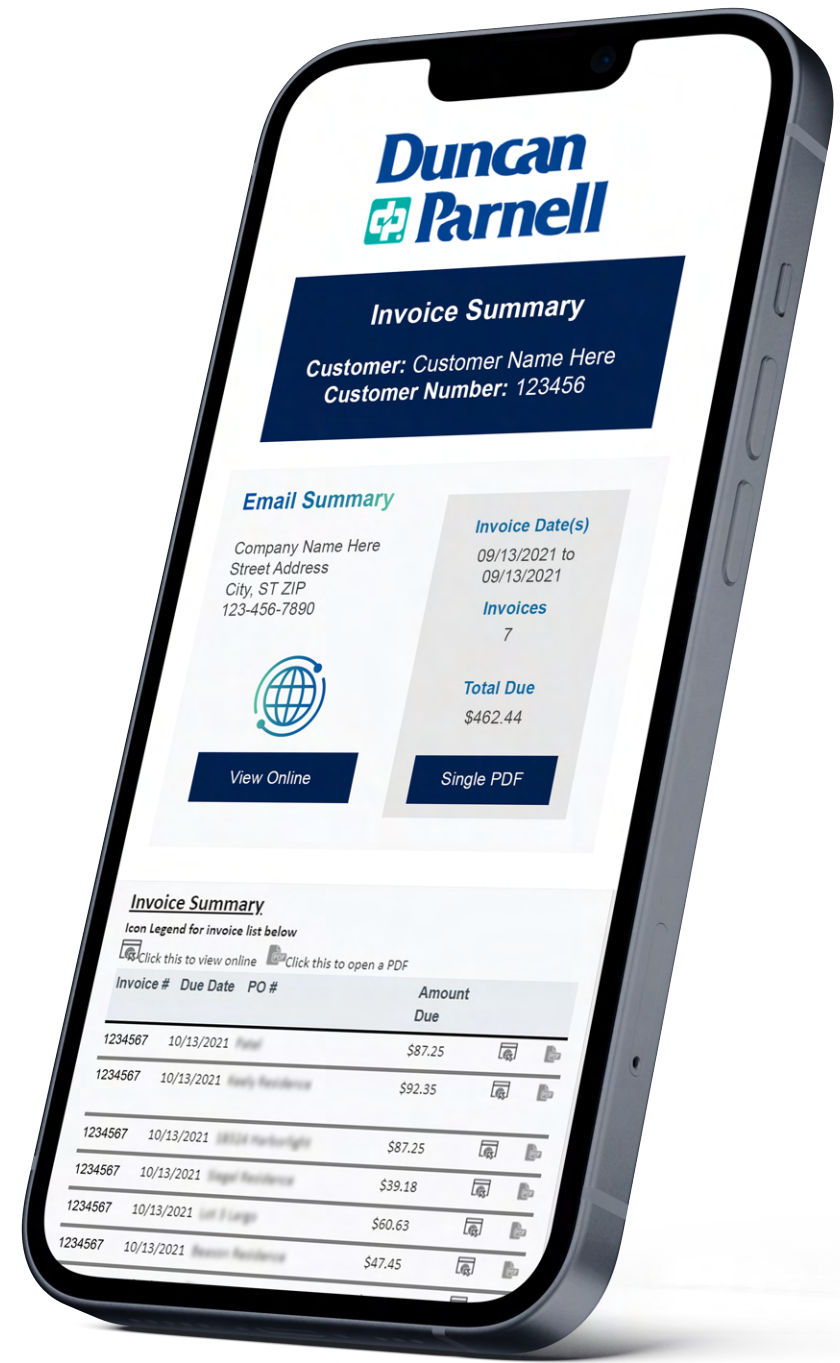 Duncan
dp Parnell
Invoice Summary
Customer: Customer Name Here
Customer Number: 123456
Email Summary
Company Name Here
Street Address
City, ST ZIP
123-456-7890
View Online
Invoice Date(s)
09/13/2021 to
09/13/2021
Invoices
7
Total Due
$462.44
Single PDF
Invoice Summary
Icon Legend for invoice list below
Click this to view online Click this to open a PDF
Invoice # Due Date PO # Amount
Due
1234567 10/13/2021 $87.25
1234567 10/13/2021 $92.35
1234567 10/13/2021 $87.25
1234567 10/13/2021 $39.18
1234567 10/13/2021 $60.63
1234567 10/13/2021 $47.45